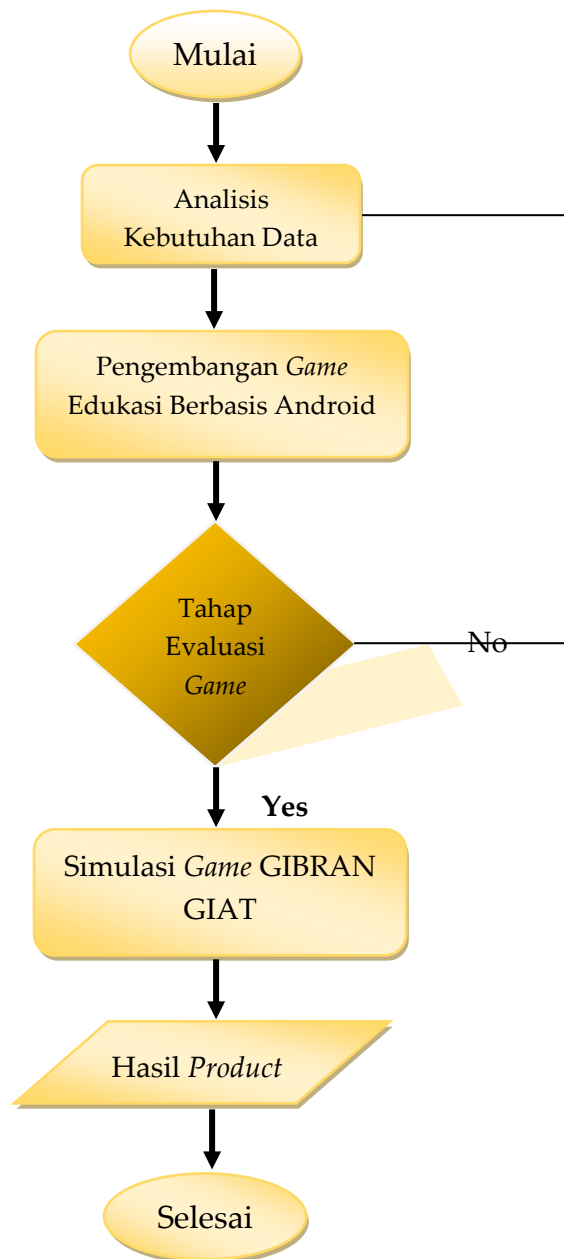 Mulai
Analisis
Kebutuhan Data
Pengembangan Game
Edukasi Berbasis Android
Tahap
Evaluasi
Game
No
Yes
Simulasi Game GIBRAN
GIAT
Hasil Product
Selesai